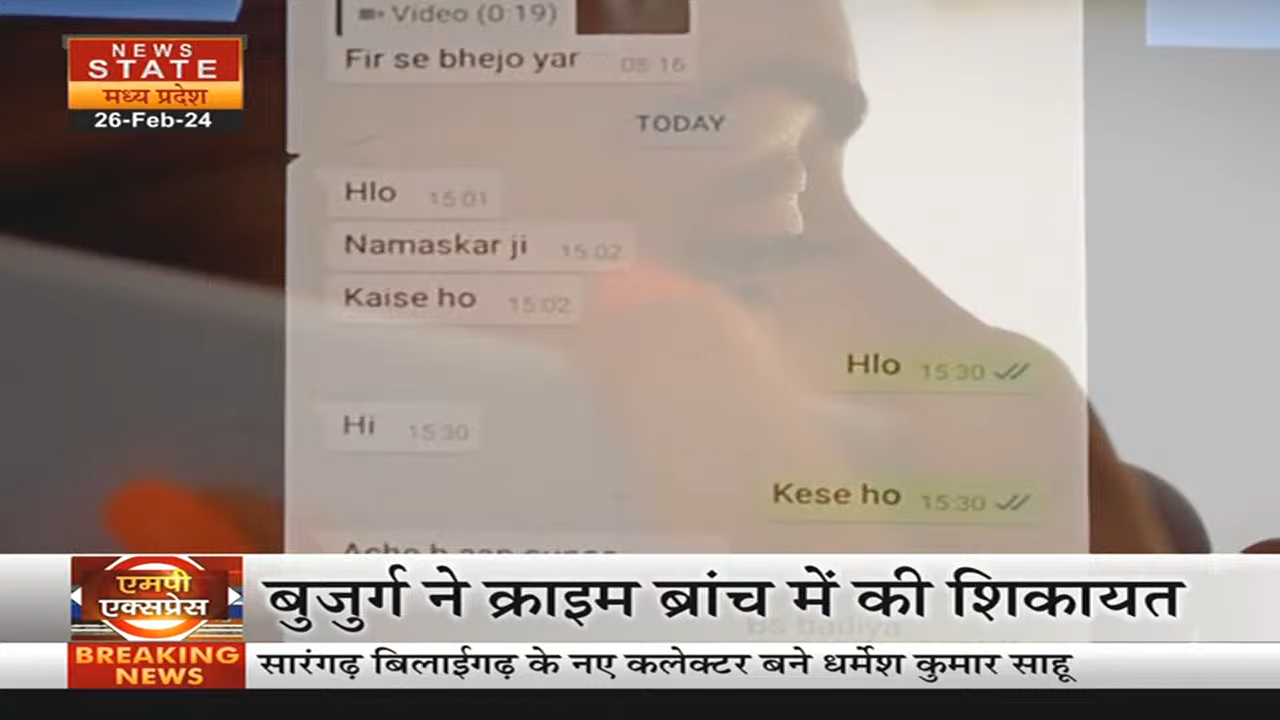 NEWS
STATE
मध्य प्रदेश
26-Feb-24
Video (0:19)
Fir se bhejo yar 08:16
TODAY
Hlo 15:01
Namaskar ji 15:02
Kaise ho 15:02
Hlo 15:30
Hi 15:30
Kese ho 15:30
एमपी
एक्सप्रेस
बुजुर्ग ने क्राइम ब्रांच में की शिकायत
BREAKING
NEWS
सारंगढ़ बिलाईगढ़ के नए कलेक्टर बने धर्मेश कुमार साहू